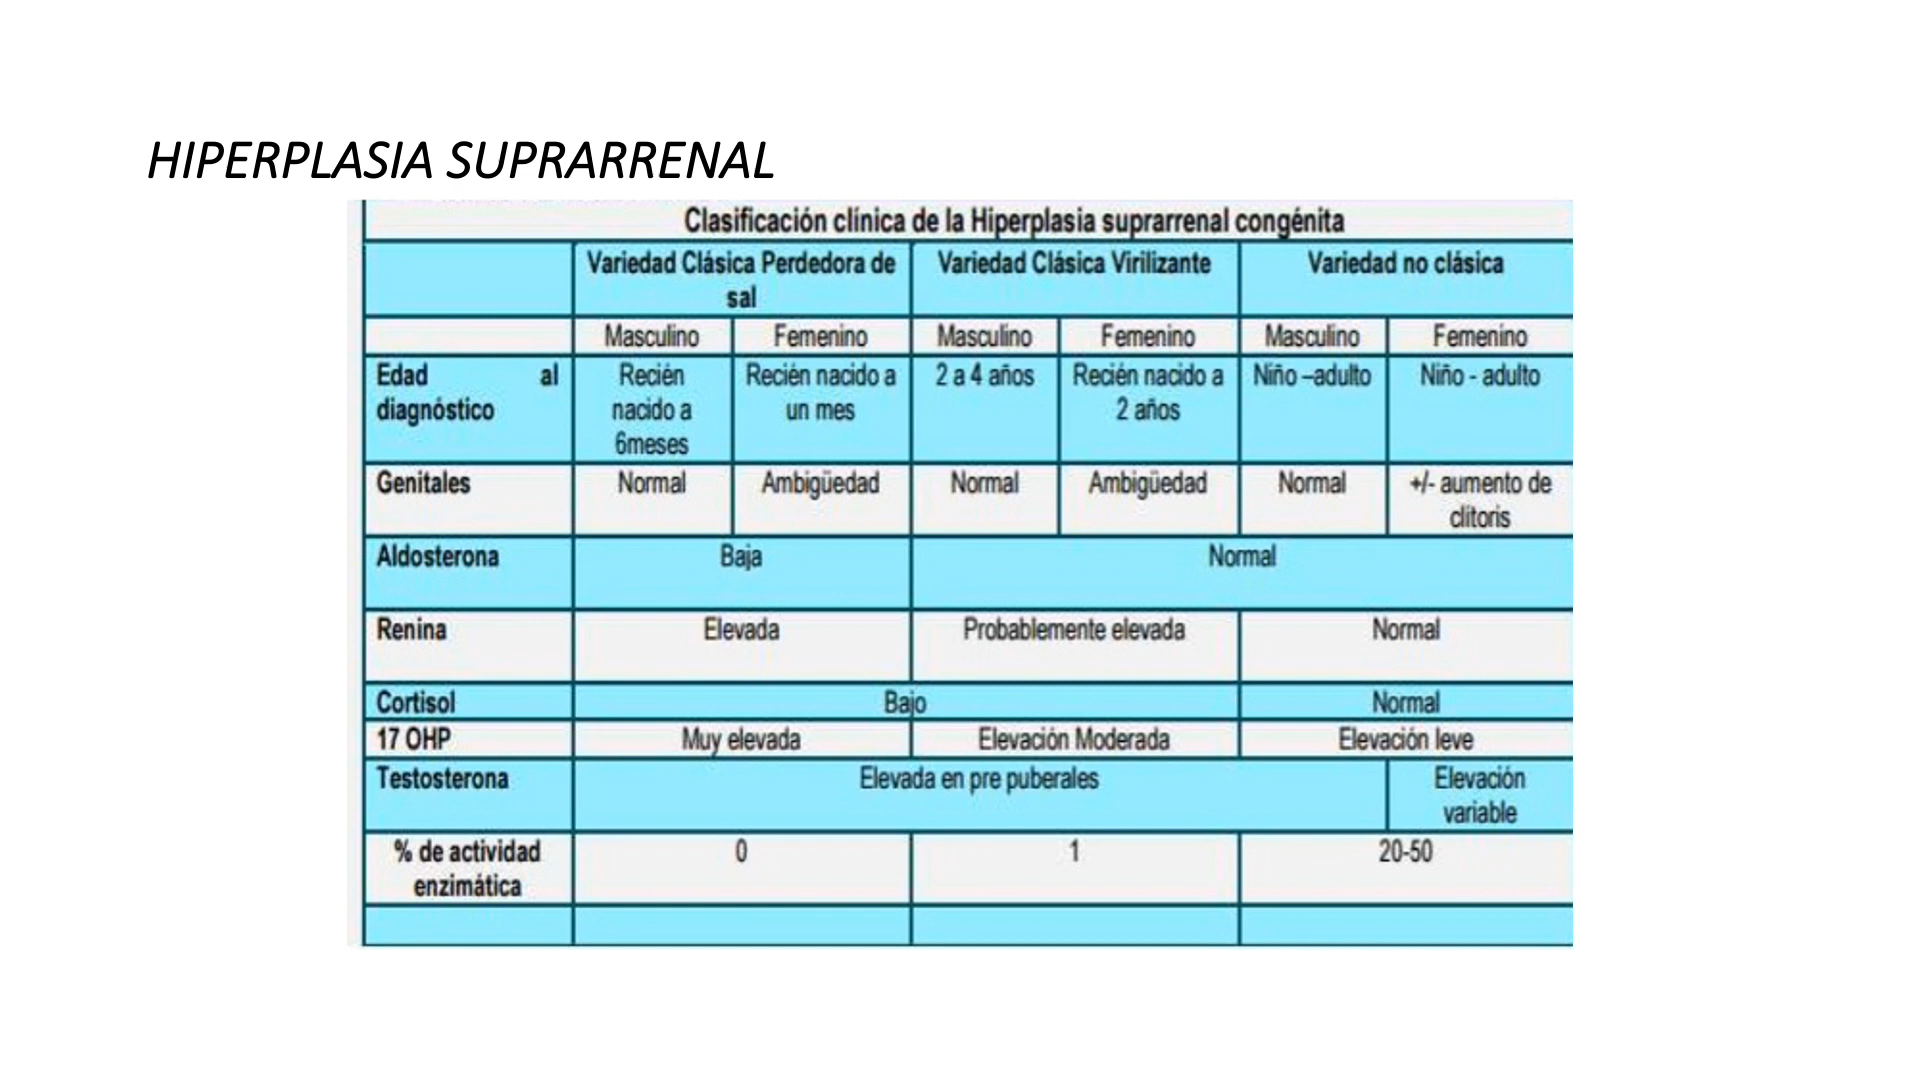 HIPERPLASIA SUPRARRENAL
Clasificación clínica de la Hiperplasia suprarrenal congénita
Variedad Clásica Perdedora de sal Variedad Clásica Virilizante Variedad no clásica
Masculino Femenino Masculino Femenino Masculino Femenino
Edad al diagnóstico Recién nacido a 6meses Recién nacido a un mes 2 a 4 años Recién nacido a 2 años Niño –adulto Niño - adulto
Genitales Normal Ambigüedad Normal Ambigüedad Normal +/- aumento de clítoris
Aldosterona Baja Normal
Renina Elevada Probablemente elevada Normal
Cortisol Bajo Normal
17 OHP Muy elevada Elevación Moderada Elevación leve
Testosterona Elevada en pre puberales Elevación variable
% de actividad enzimática 0 1 20-50